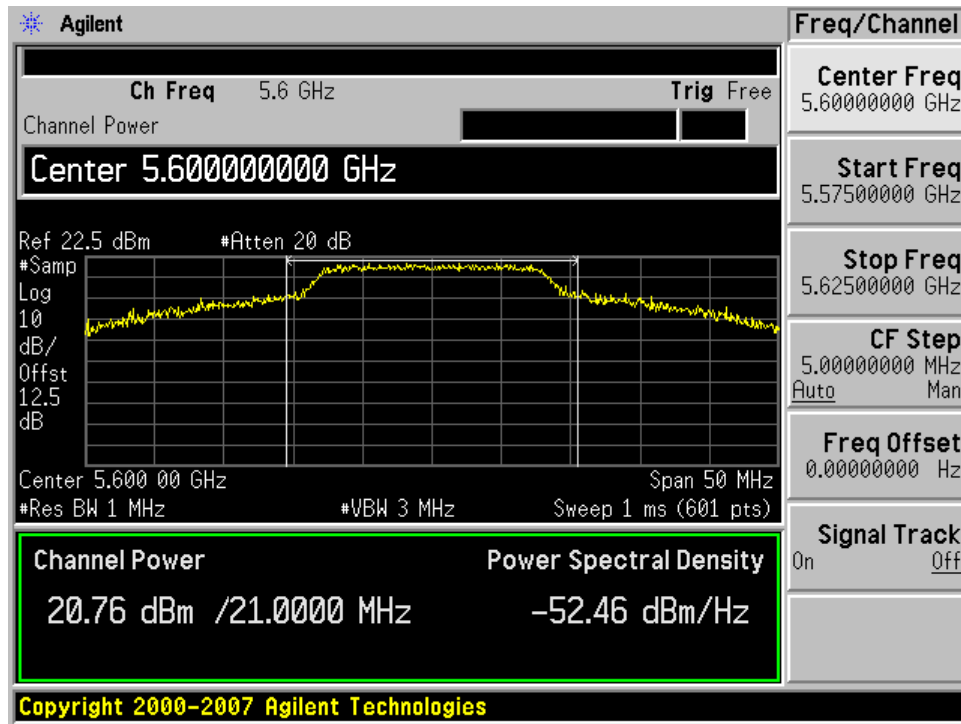 Agilent
Freq/Channel
Ch Freq 5.6 GHz Trig Free
Channel Power
Center 5.600000000 GHz
Ref 22.5 dBm #Atten 20 dB
#Samp
Log
10
dB/
Offst
12.5
dB
Center 5.600 00 GHz Span 50 MHz
#Res BW 1 MHz #VBW 3 MHz Sweep 1 ms (601 pts)
Channel Power Power Spectral Density
20.76 dBm /21.0000 MHz -52.46 dBm/Hz
Center Freq
5.60000000 GHz
Start Freq
5.57500000 GHz
Stop Freq
5.62500000 GHz
CF Step
5.00000000 MHz
Auto Man
Freq Offset
0.00000000 Hz
Signal Track
On Off
Copyright 2000-2007 Agilent Technologies